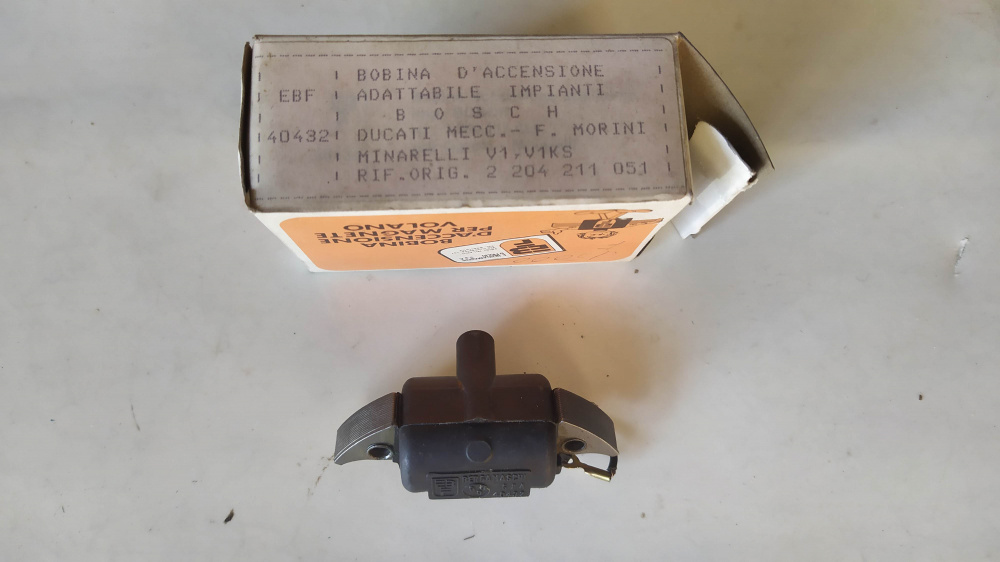 BOBINA D'ACCENSIONE
EBF ADATTABILE IMPIANTI
B O S C H
40432 DUCATI MECC.- F. MORINI
MINARELLI V1,V1KS
RIF.ORIG. 2 204 211 051
BOBINA
D'ACCENSIONE
PER MAGNETE
VOLANO